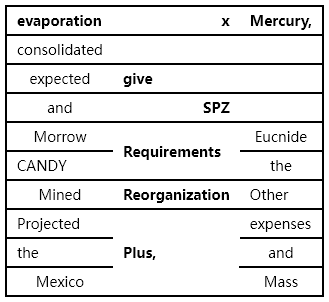 evaporation x Mercury,
consolidated
expected give
and SPZ
Morrow Requirements Eucnide
CANDY the
Mined Reorganization Other
Projected Plus, expenses
the and
Mexico Mass